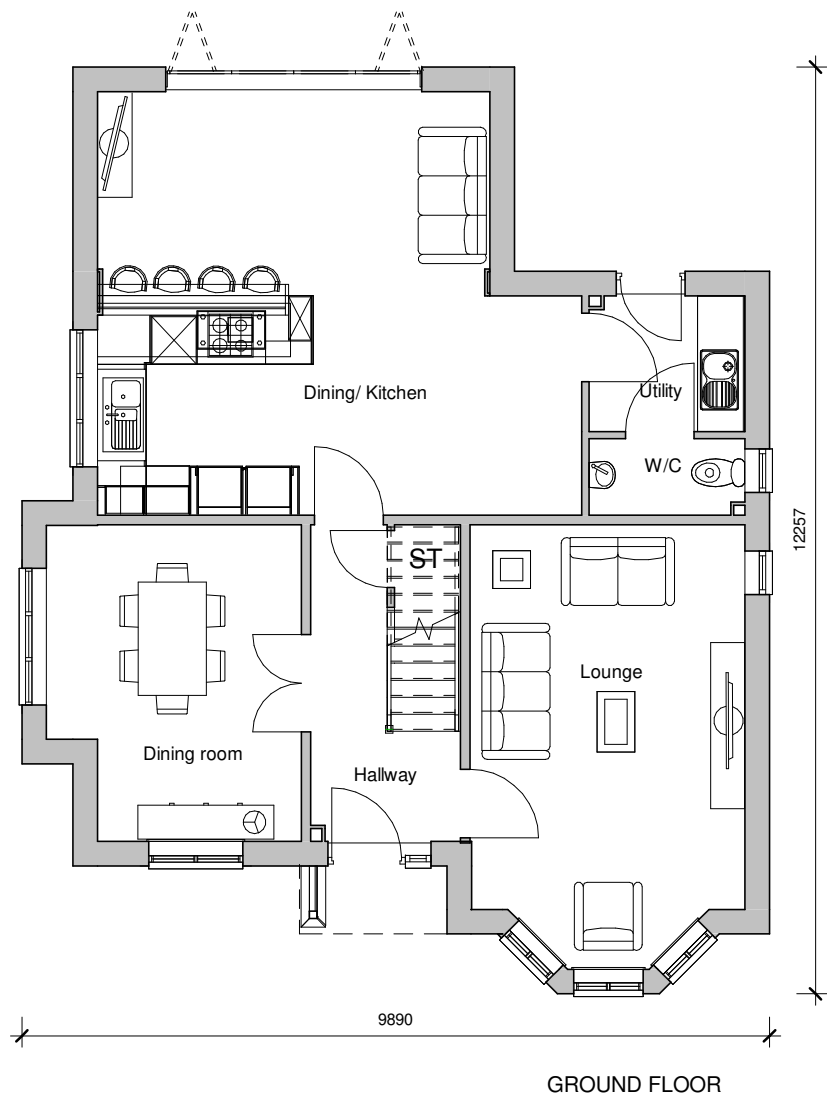 Dining/ Kitchen
Utility
W/C
12257
ST
Lounge
Dining room
Hallway
9890
GROUND FLOOR